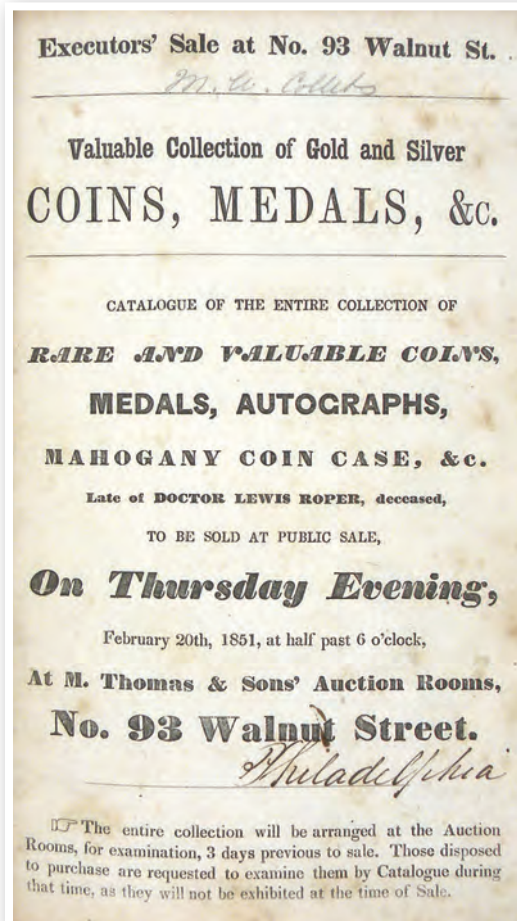 Executors' Sale at No. 93 Walnut St.
Valuable Collection of Gold and Silver
COINS, MEDALS, &c.
CATALOGUE OF THE ENTIRE COLLECTION OF
RARE AND VALUABLE COINS,
MEDALS, AUTOGRAPHS,
MAHOGANY COIN CASE, &c.
Late of DOCTOR LEWIS ROPER, deceased,
TO BE SOLD AT PUBLIC SALE,
On Thursday Evening,
February 20th, 1851, at half past 6 o'clock,
At M. Thomas & Sons' Auction Rooms,
No. 93 Walnut Street.
Philadelphia
☞ The entire collection will be arranged at the Auction
Rooms, for examination, 3 days previous to sale. Those disposed
to purchase are requested to examine them by Catalogue during
that time, as they will not be exhibited at the time of Sale.